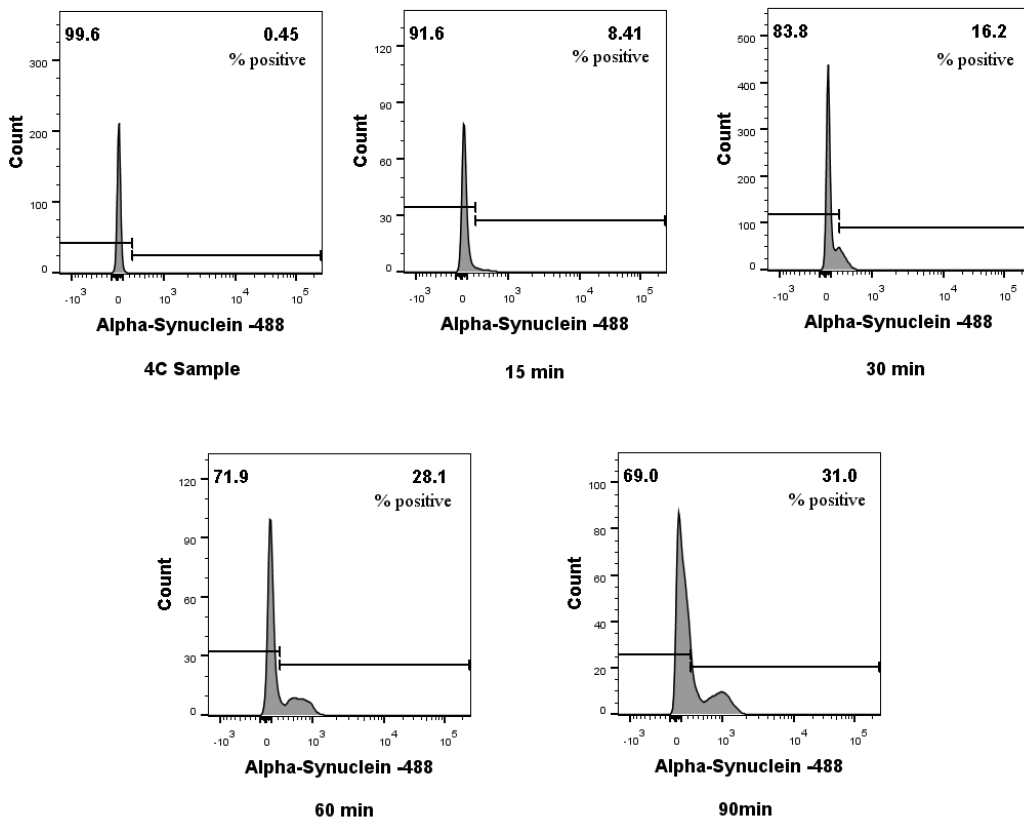 99.6 0.45
% positive
300
200
100
0
Count
-10^3 0 10^3 10^4 10^5
Alpha-Synuclein -488
4C Sample
91.6 8.41
% positive
120
90
60
30
0
Count
-10^3 0 10^3 10^4 10^5
Alpha-Synuclein -488
15 min
83.8 16.2
% positive
500
400
300
200
100
0
Count
-10^3 0 10^3 10^4 10^5
Alpha-Synuclein -488
30 min
71.9 28.1
% positive
120
90
60
30
0
Count
-10^3 0 10^3 10^4 10^5
Alpha-Synuclein -488
60 min
69.0 31.0
% positive
100
80
60
40
20
0
Count
-10^3 0 10^3 10^4 10^5
Alpha-Synuclein -488
90min